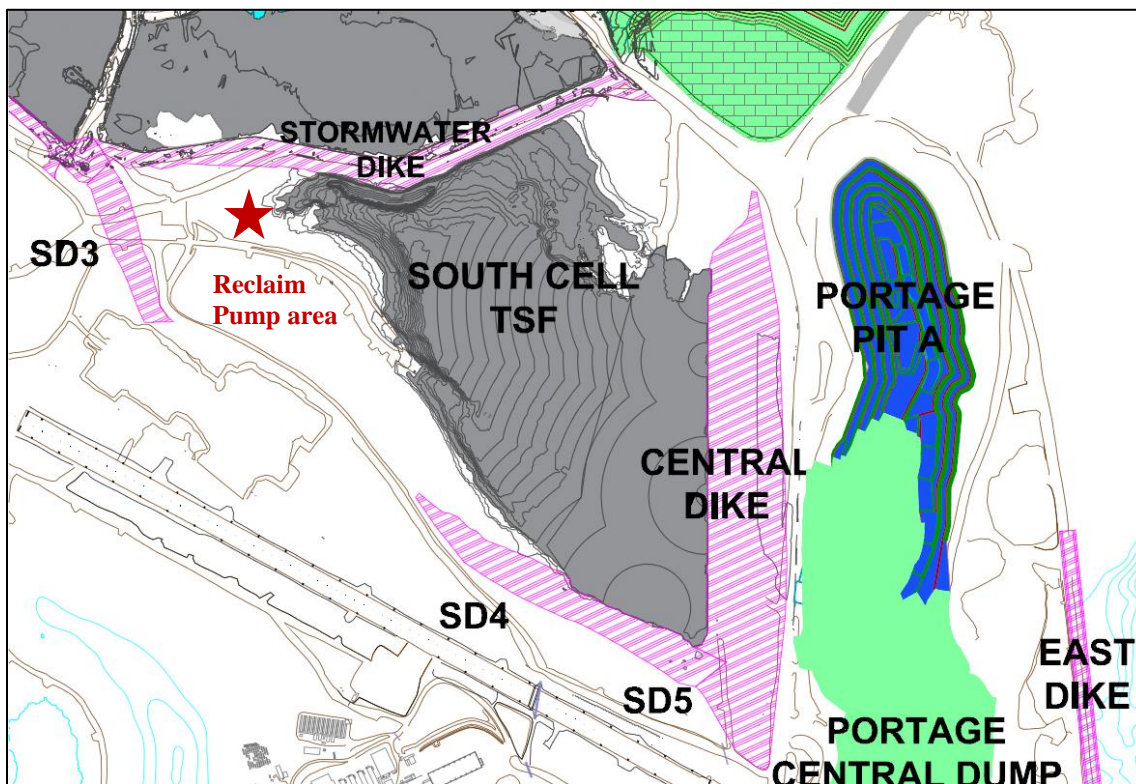 STORMWATER
DIKE
SD3
Reclaim
Pump area
SOUTH CELL
TSF
PORTAGE
PIT A
CENTRAL
DIKE
SD4
SD5
EAST
DIKE
PORTAGE
CENTRAL DUMP